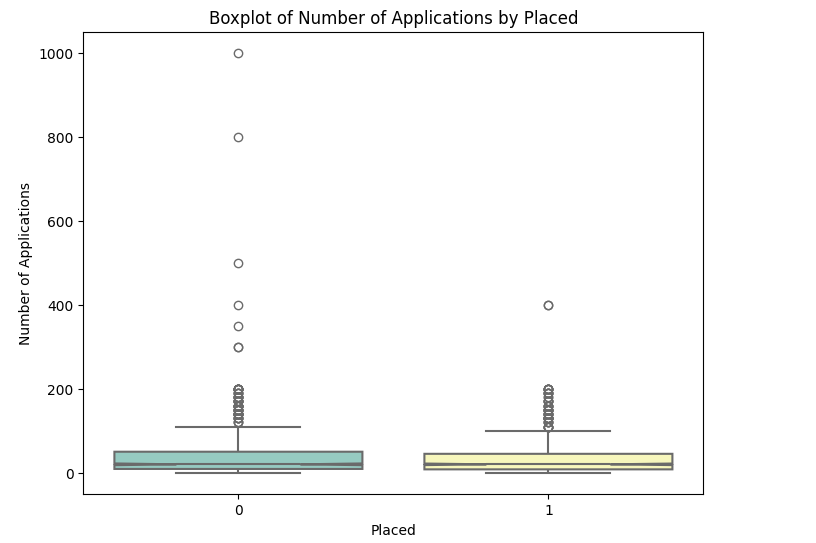 Boxplot of Number of Applications by Placed
1000
800
600
400
200
0
Number of Applications
0
1
Placed